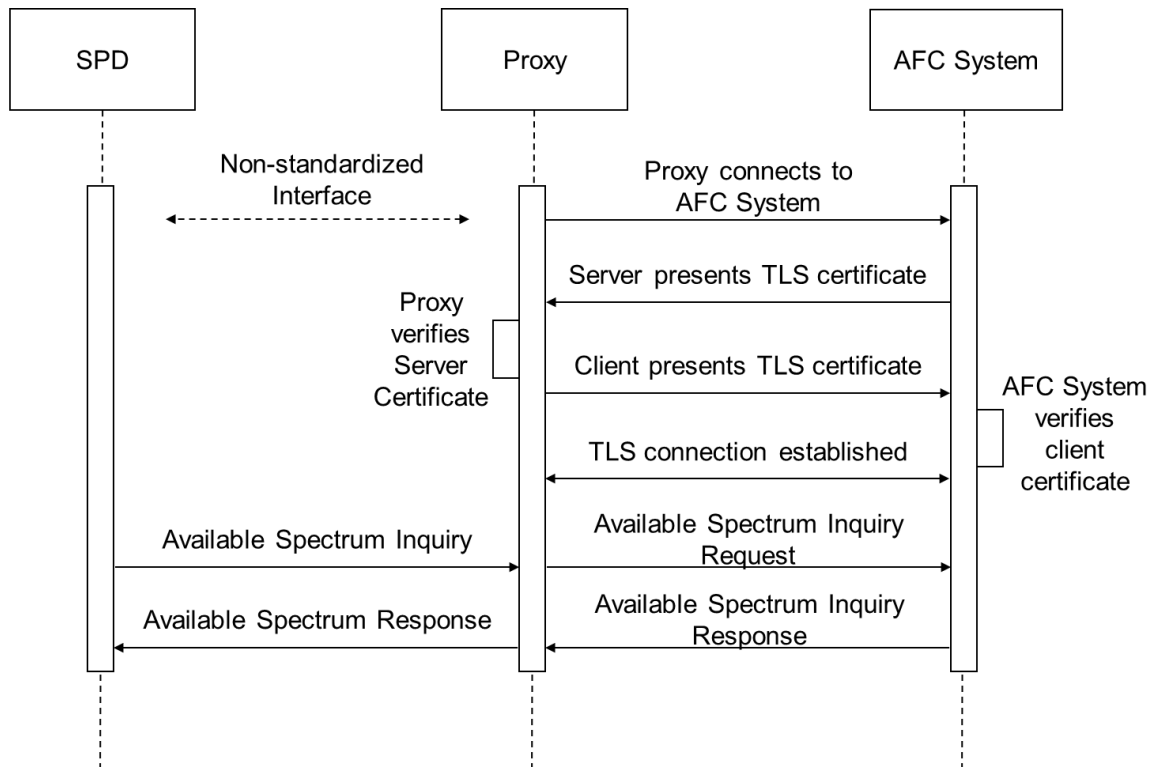 SPD
Proxy
AFC System
Non-standardized
Interface
Proxy connects to
AFC System
Server presents TLS certificate
Proxy
verifies
Server
Certificate
Client presents TLS certificate
AFC System
verifies
client
certificate
TLS connection established
Available Spectrum Inquiry
Available Spectrum Inquiry
Request
Available Spectrum Response
Available Spectrum Inquiry
Response